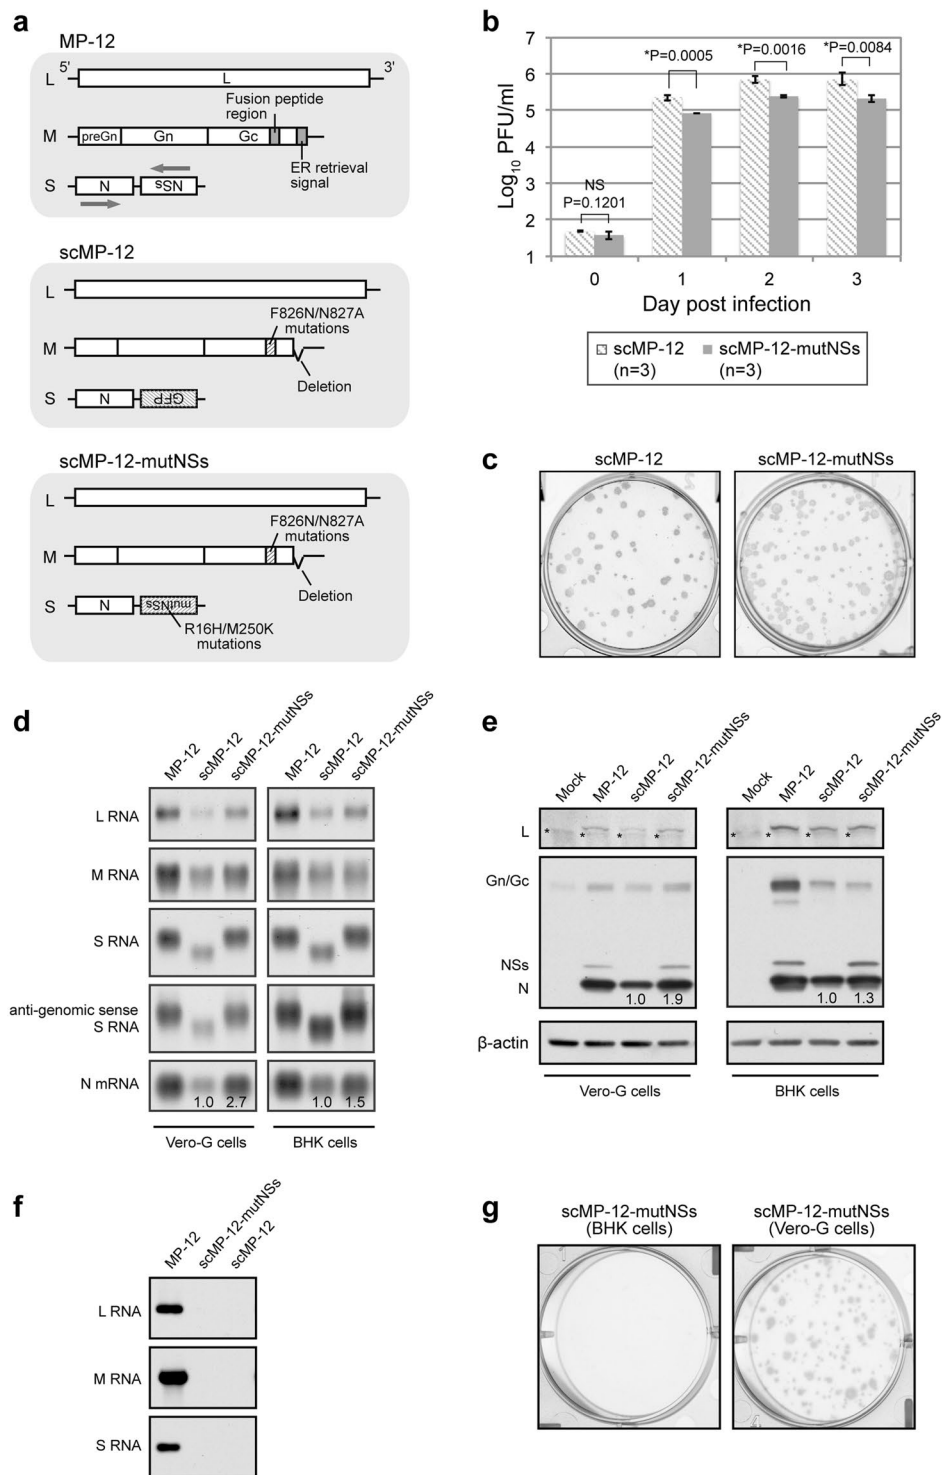 a
MP-12
5' 3'
L L
Fusion peptide
region
M preGn Gn Gc
ER retrieval
signal
S N NSs
scMP-12
L
F826N/N827A
mutations
M
Deletion
S N GFP
scMP-12-mutNSs
L
F826N/N827A
mutations
M
Deletion
S N mutNSs
R16H/M250K
mutations
b
Log10 PFU/ml
7
6
5
4
3
2
1
*P=0.0005 *P=0.0016 *P=0.0084
NS
P=0.1201
0 1 2 3
Day post infection
scMP-12 scMP-12-mutNSs
(n=3) (n=3)
c
scMP-12 scMP-12-mutNSs
d
MP-12 scMP-12 scMP-12-mutNSs MP-12 scMP-12 scMP-12-mutNSs
L RNA
M RNA
S RNA
anti-genomic sense
S RNA
N mRNA
1.0 2.7 1.0 1.5
Vero-G cells BHK cells
e
Mock MP-12 scMP-12 scMP-12-mutNSs Mock MP-12 scMP-12 scMP-12-mutNSs
L * * * * * * * *
Gn/Gc
NSs
N
1.0 1.9 1.0 1.3
β-actin
Vero-G cells BHK cells
f
MP-12 scMP-12-mutNSs scMP-12
L RNA
M RNA
S RNA
g
scMP-12-mutNSs scMP-12-mutNSs
(BHK cells) (Vero-G cells)